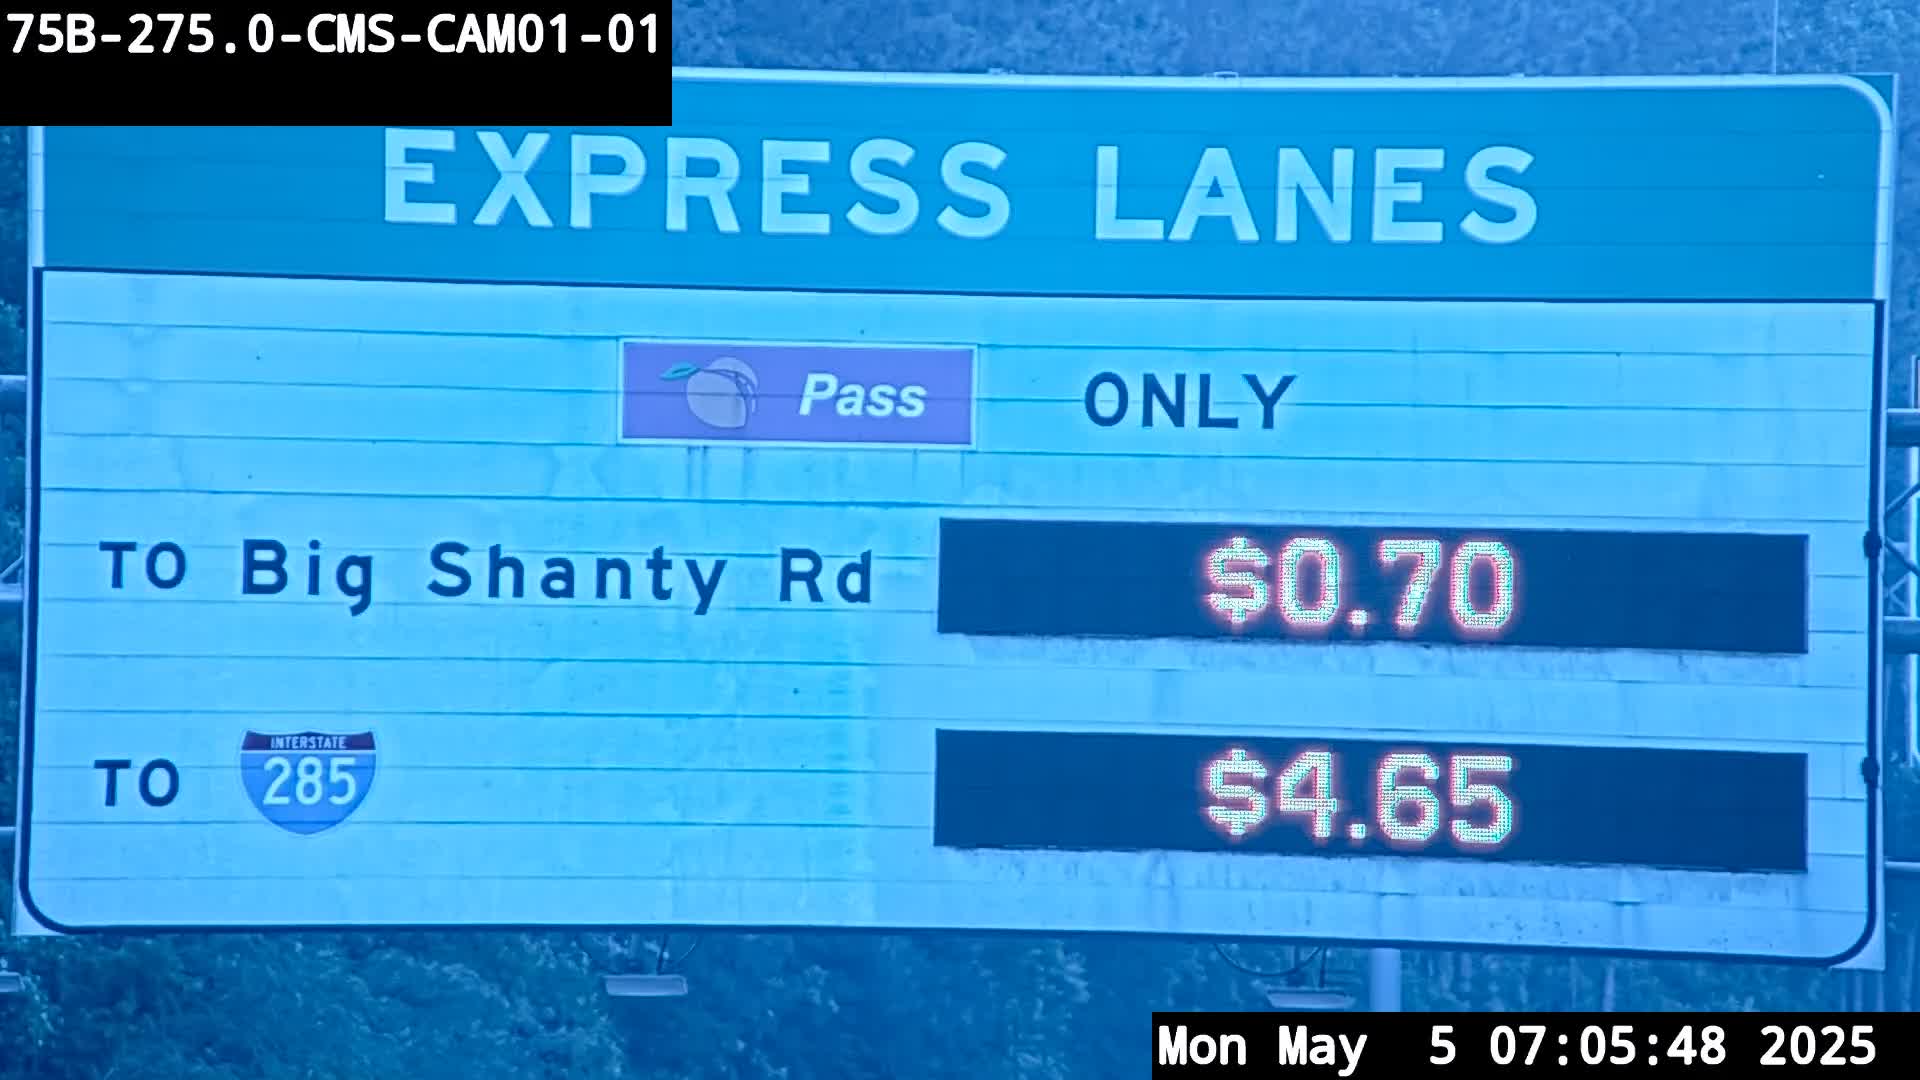 75B-275.0-CMS-CAM01-01
EXPRESS LANES
Pass ONLY
TO Big Shanty Rd $0.70
TO INTERSTATE 285 $4.65
Mon May 5 07:05:48 2025